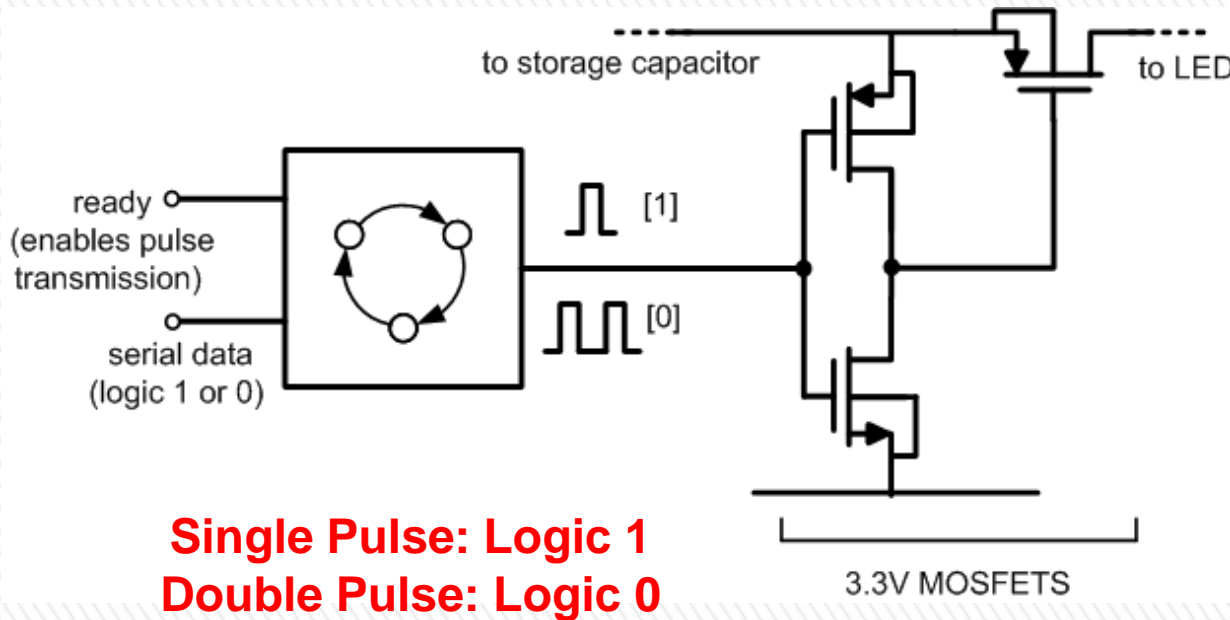 to storage capacitor
to LED
ready
(enables pulse
transmission)
[1]
[0]
serial data
(logic 1 or 0)
Single Pulse: Logic 1
Double Pulse: Logic 0
3.3V MOSFETS